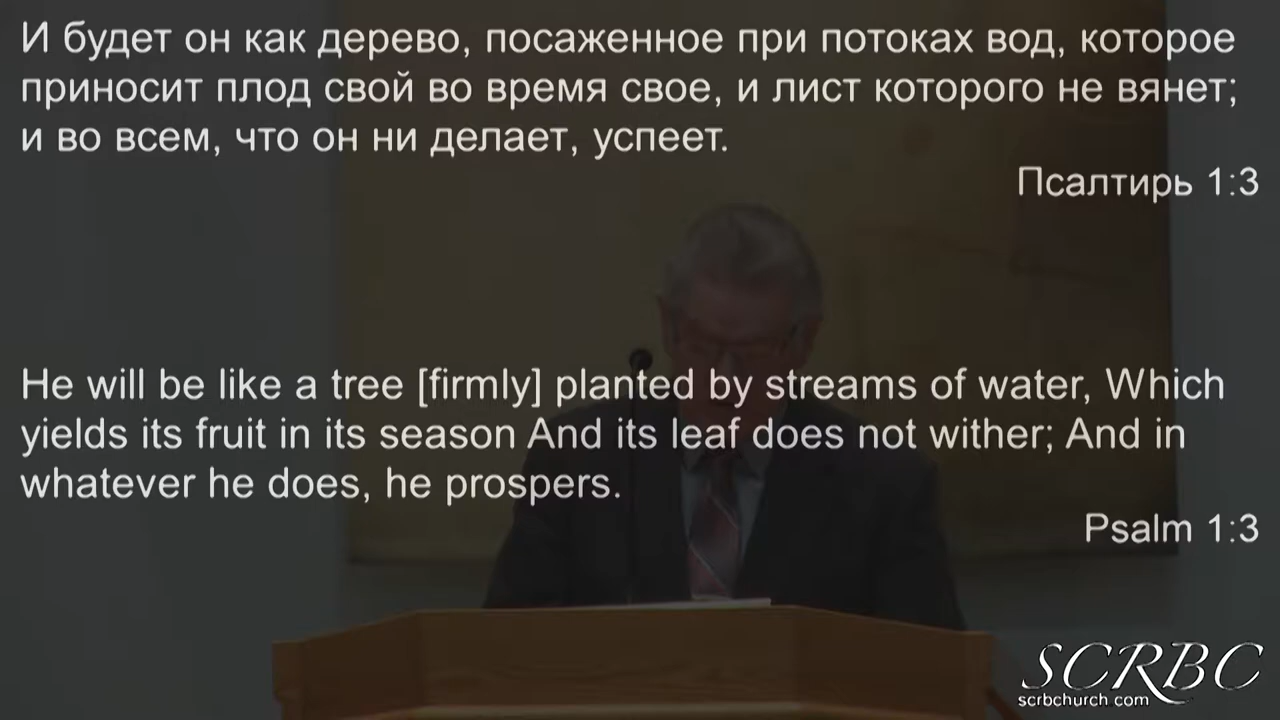 И будет он как дерево, посаженное при потоках вод, которое
приносит плод свой во время свое, и лист которого не вянет;
и во всем, что он ни делает, успеет.
Псалтирь 1:3
He will be like a tree [firmly] planted by streams of water, Which
yields its fruit in its season And its leaf does not wither; And in
whatever he does, he prospers.
Psalm 1:3
SCRBC
scrbchurch.com